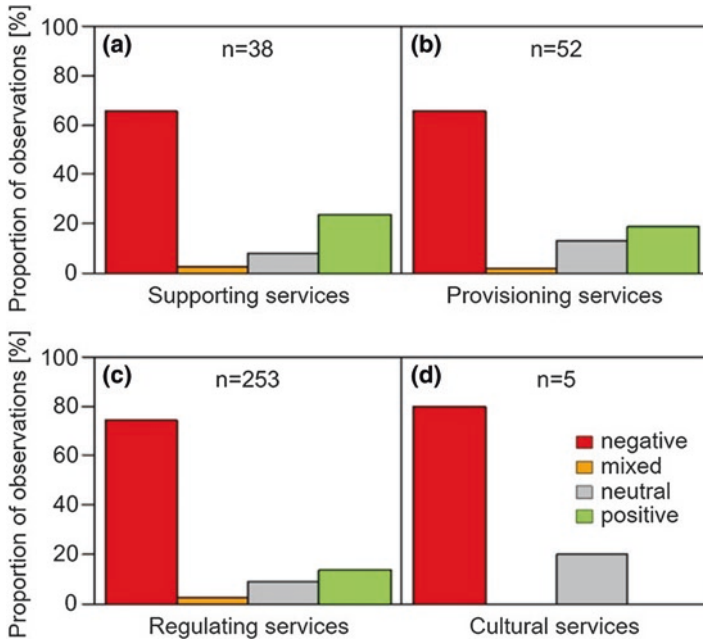 Proportion of observations [%]
100
80
60
40
20
0
(a)
n=38
Supporting services
(b)
n=52
Provisioning services
Proportion of observations [%]
100
80
60
40
20
0
(c)
n=253
Regulating services
(d)
n=5
negative
mixed
neutral
positive
Cultural services